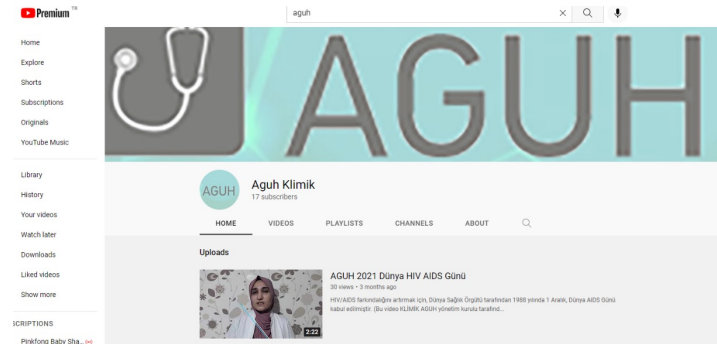 Premium TR
aguh
Home
Explore
Shorts
Subscriptions
Originals
YouTube Music
Library
History
Your videos
Watch later
Downloads
Liked videos
Show more
SCRIPTIONS
Pinkfong Baby Sha...
AGUH
AGUH
Aguh Klimik
17 subscribers
HOME VIDEOS PLAYLISTS CHANNELS ABOUT
Uploads
2:22
AGUH 2021 Dünya HIV AIDS Günü
30 views • 3 months ago
HIV/AIDS farkındalığını artırmak için, Dünya Sağlık Örgütü tarafından 1988 yılında 1 Aralık, Dünya AIDS Günü
kabul edilmiştir. (Bu video KLİMİK AGUH yönetim kurulu tarafınd...